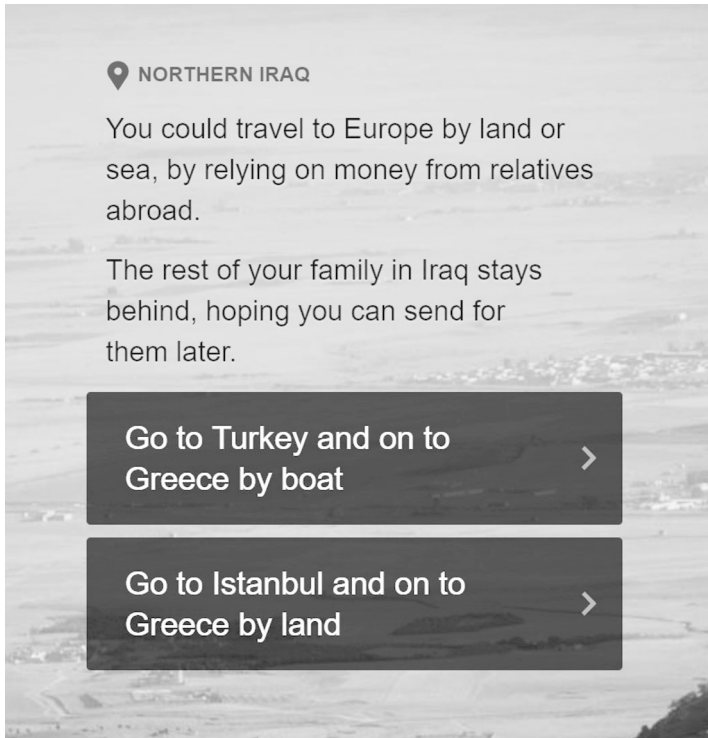 NORTHERN IRAQ
You could travel to Europe by land or
sea, by relying on money from relatives
abroad.
The rest of your family in Iraq stays
behind, hoping you can send for
them later.
Go to Turkey and on to
Greece by boat
Go to Istanbul and on to
Greece by land